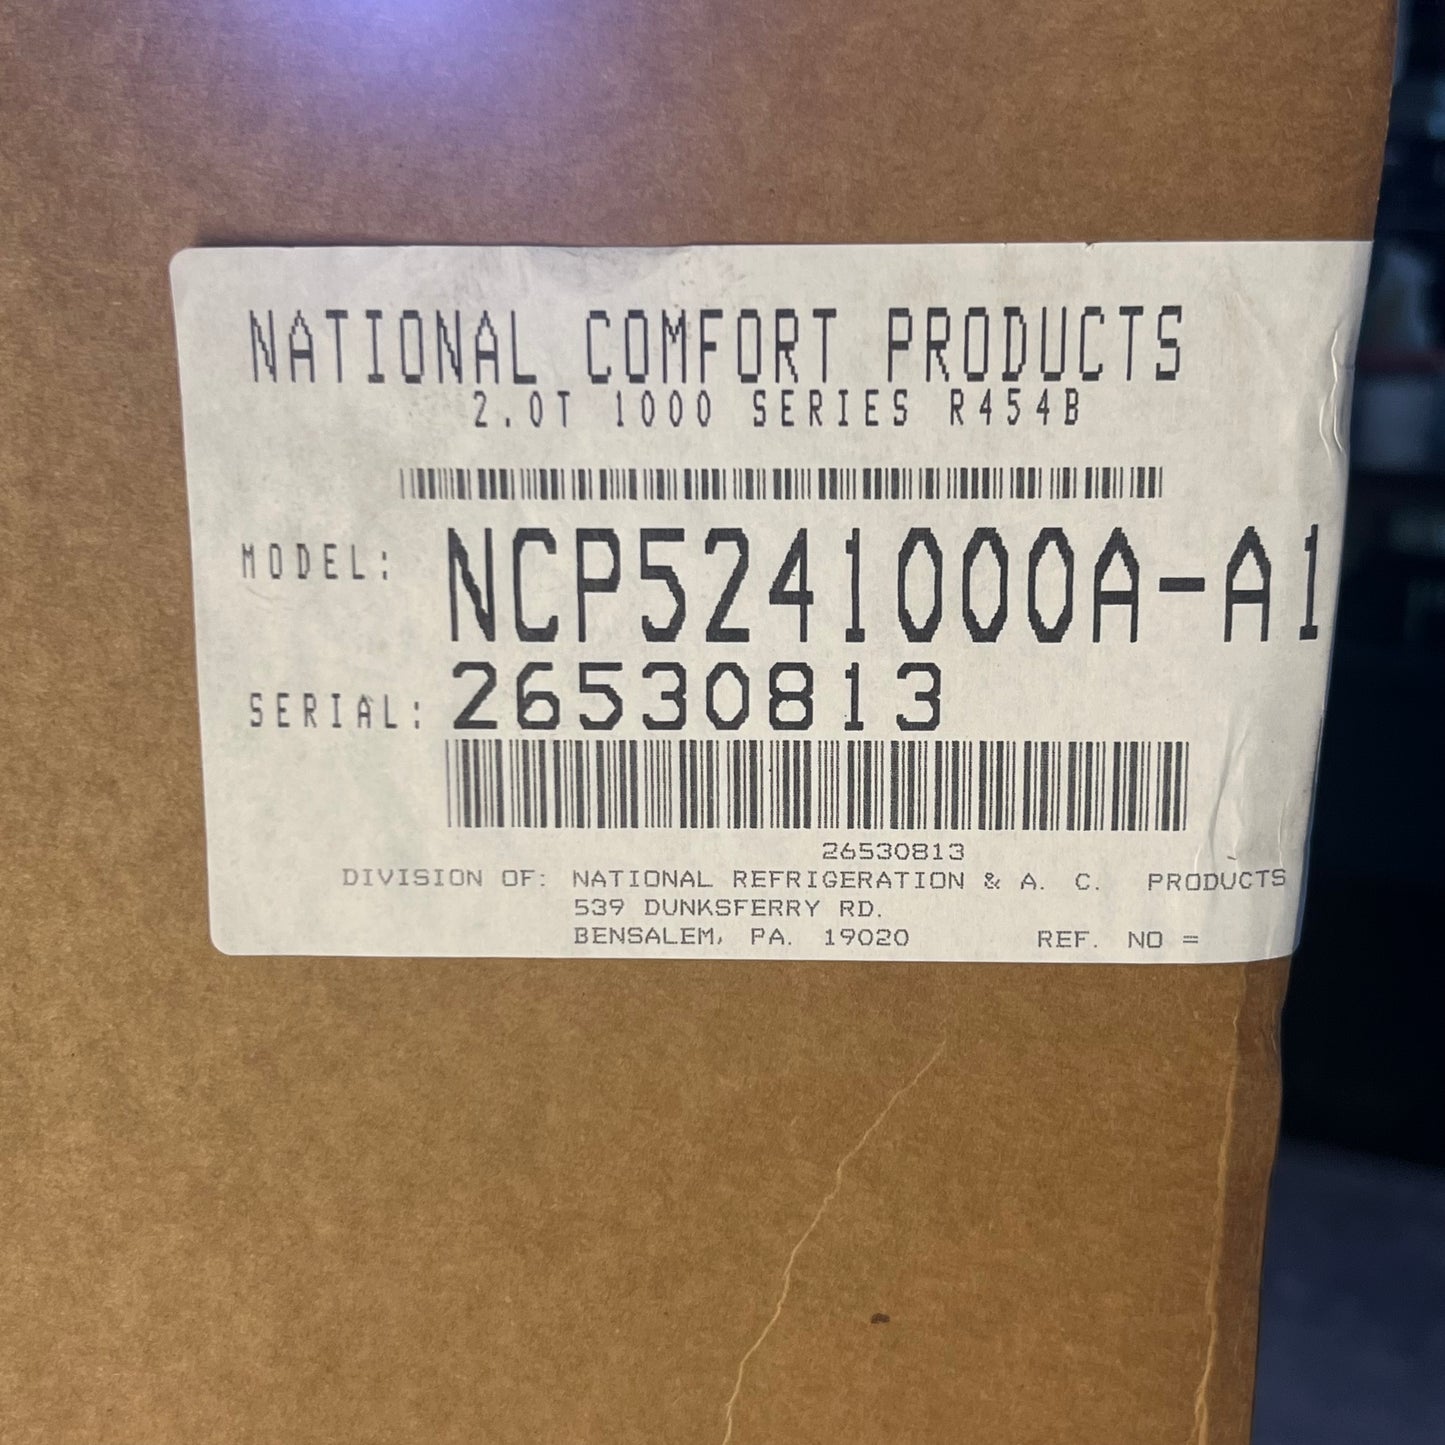 NATIONAL COMFORT PRODUCTS
2.0T 1000 SERIES R454B
MODEL: NCP5241000A-A1
SERIAL: 26530813
26530813
DIVISION OF: NATIONAL REFRIGERATION & A. C. PRODUCTS
539 DUNKSFERRY RD.
BENSALEM, PA. 19020 REF. NO =